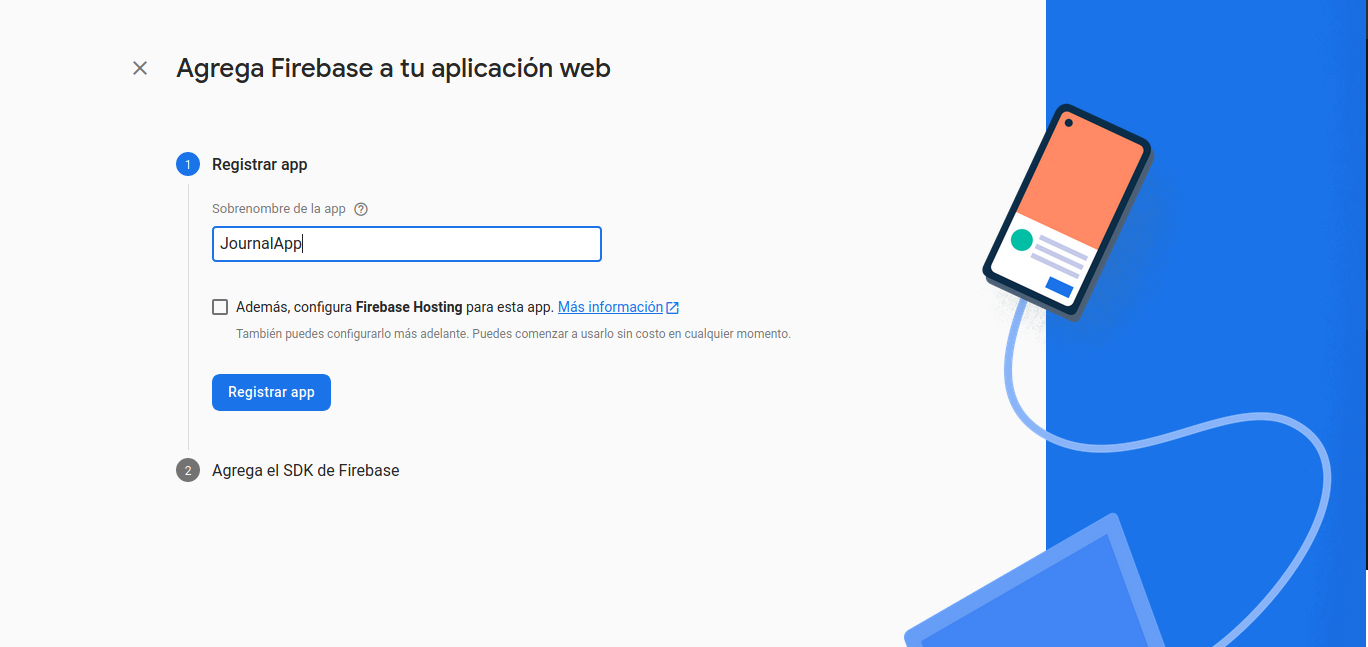 Agrega Firebase a tu aplicación web
1 Registrar app
Sobrenombre de la app
JournalApp
Además, configura Firebase Hosting para esta app. Más información
También puedes configurarlo más adelante. Puedes comenzar a usarlo sin costo en cualquier momento.
Registrar app
2 Agrega el SDK de Firebase